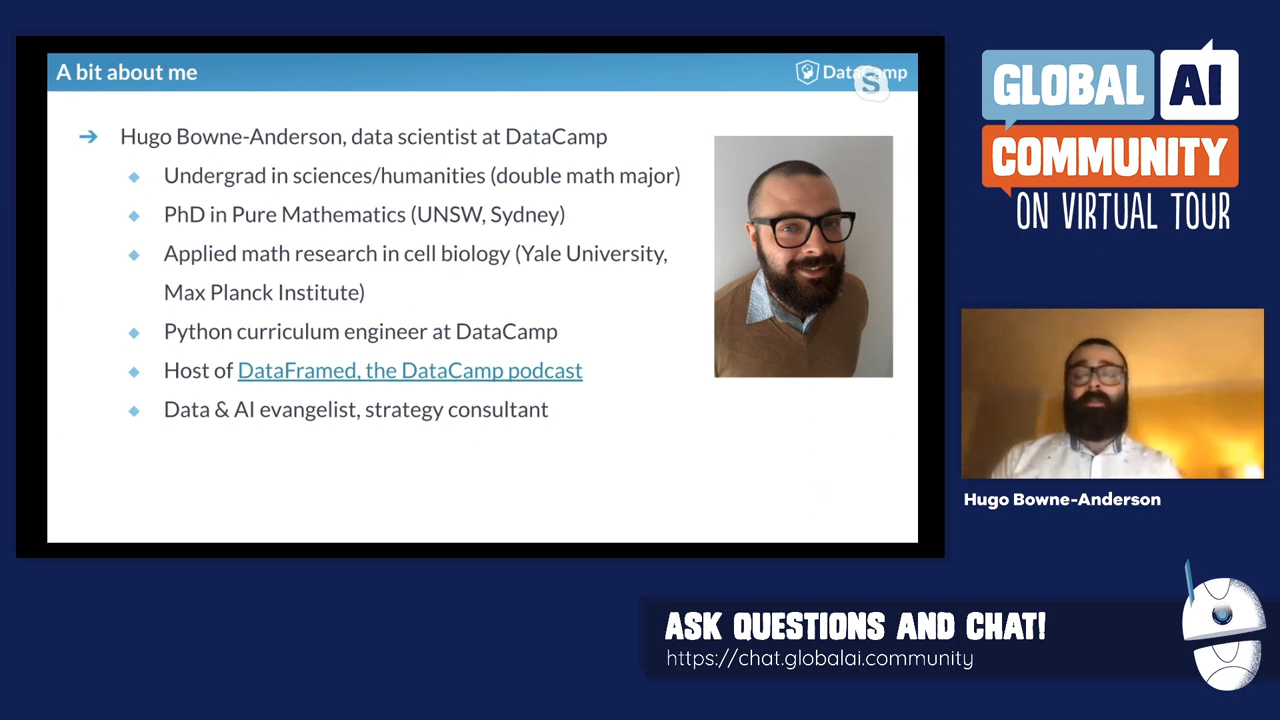 A bit about me
DataCamp
S
➔ Hugo Bowne-Anderson, data scientist at DataCamp
◆ Undergrad in sciences/humanities (double math major)
◆ PhD in Pure Mathematics (UNSW, Sydney)
◆ Applied math research in cell biology (Yale University,
Max Planck Institute)
◆ Python curriculum engineer at DataCamp
◆ Host of DataFramed, the DataCamp podcast
◆ Data & AI evangelist, strategy consultant
GLOBAL AI
COMMUNITY
ON VIRTUAL TOUR
Hugo Bowne-Anderson
ASK QUESTIONS AND CHAT!
https://chat.globalai.community